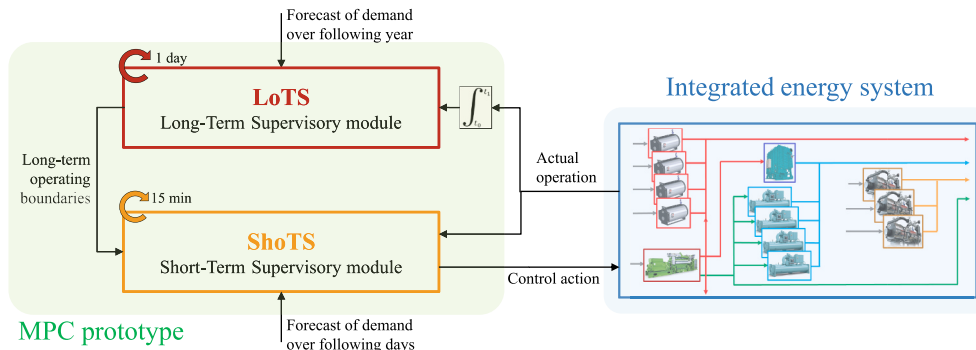 Forecast of demand
over following year
1 day
LoTS
Long-Term Supervisory module
∫ t₀ t₁
Integrated energy system
Long-term
operating
boundaries
Actual
operation
15 min
ShoTS
Short-Term Supervisory module
Control action
MPC prototype
Forecast of demand
over following days